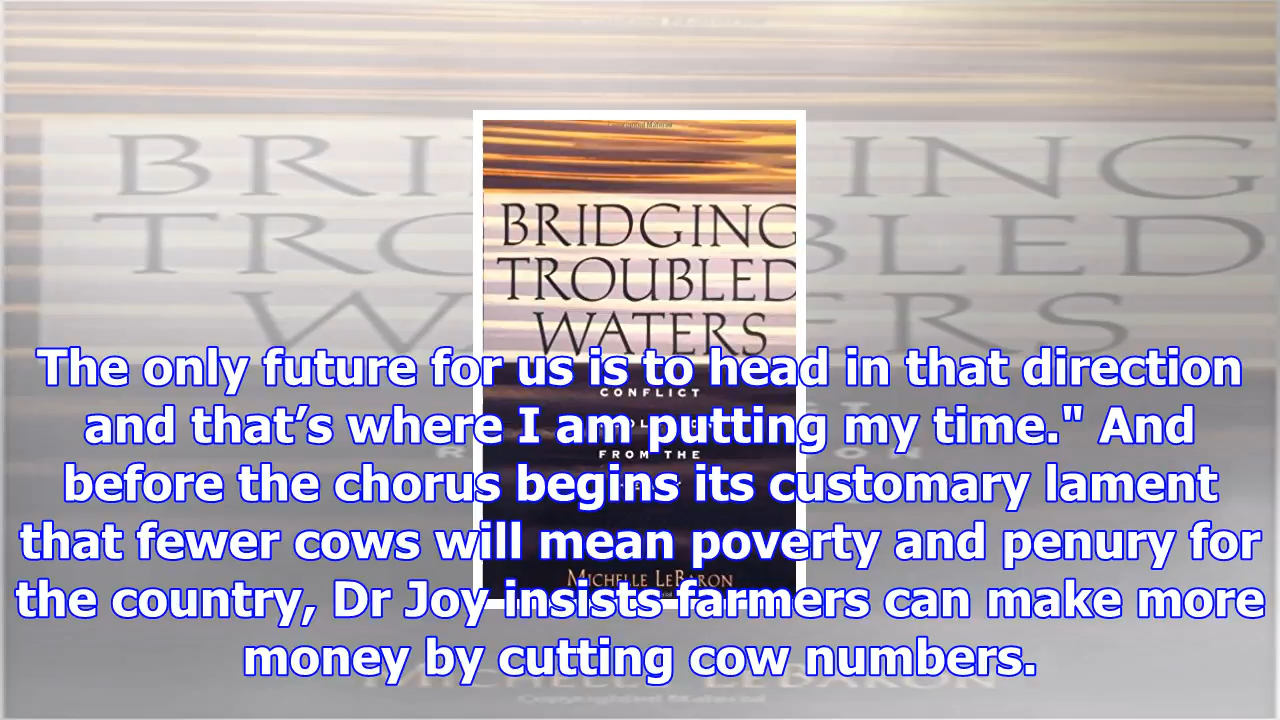 BRIDGING
TROUBLED
WATERS
The only future for us is to head in that direction
and that’s where I am putting my time." And
before the chorus begins its customary lament
that fewer cows will mean poverty and penury for
the country, Dr Joy insists farmers can make more
money by cutting cow numbers.
CONFLICT
FROM THE
MICHELLE LEBARON